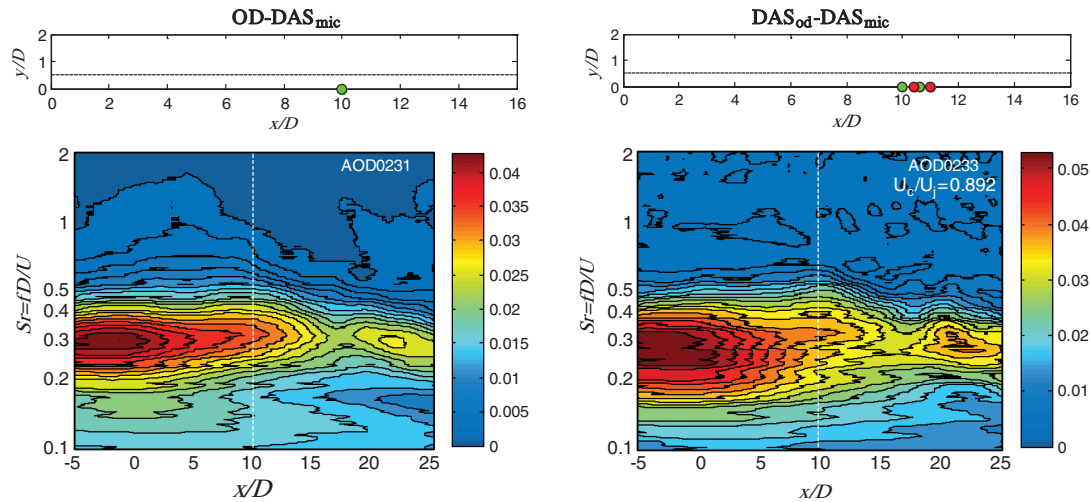 OD-DASmic
DASod-DASmic
y/D
2
1
0
0 2 4 6 8 10 12 14 16
x/D
y/D
2
1
0
0 2 4 6 8 10 12 14 16
x/D
AOD0231
Sr=fD/U
2
1
0.5
0.4
0.3
0.2
0.1
-5 0 5 10 15 20 25
x/D
0.04
0.035
0.03
0.025
0.02
0.015
0.01
0.005
0
AOD0233
Uc/Uj=0.892
Sr=fD/U
2
1
0.5
0.4
0.3
0.2
0.1
-5 0 5 10 15 20 25
x/D
0.05
0.04
0.03
0.02
0.01
0